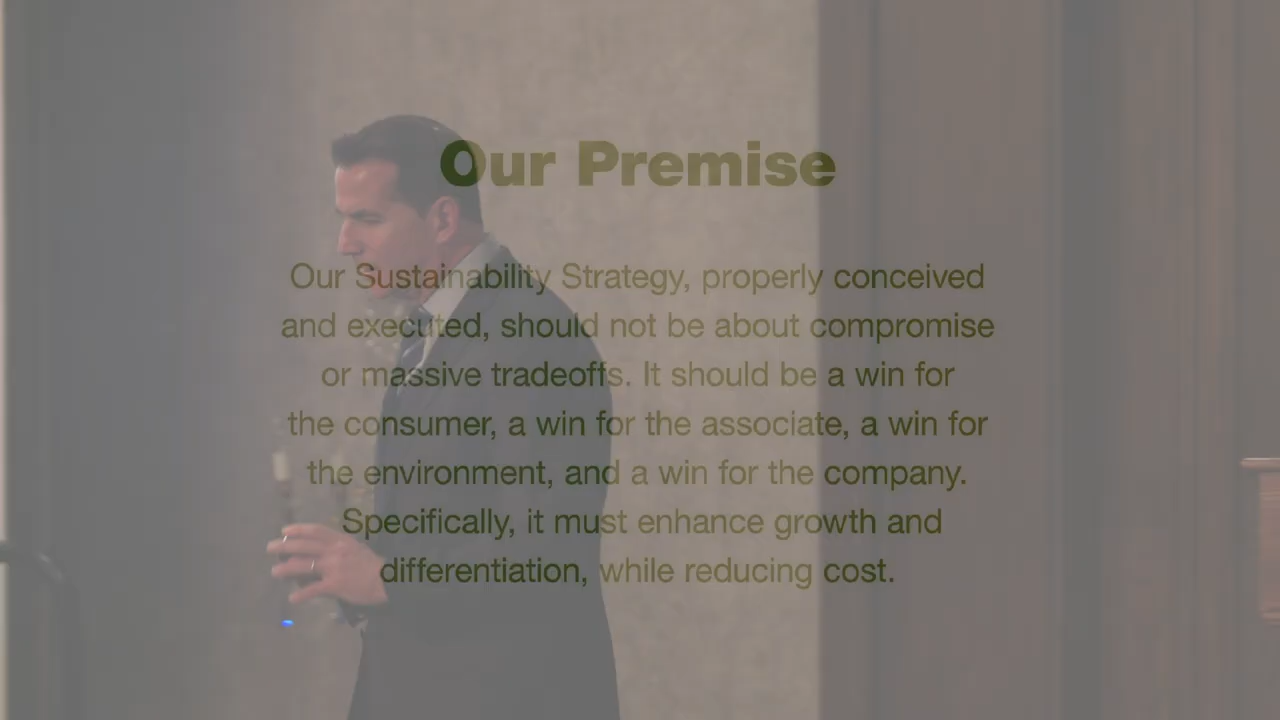 Our Premise
Our Sustainability Strategy, properly conceived
and executed, should not be about compromise
or massive tradeoffs. It should be a win for
the consumer, a win for the associate, a win for
the environment, and a win for the company.
Specifically, it must enhance growth and
differentiation, while reducing cost.